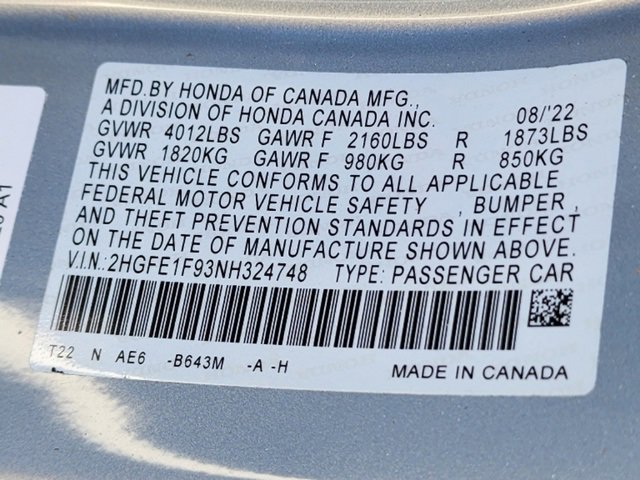 MFD.BY HONDA OF CANADA MFG.,
A DIVISION OF HONDA CANADA INC. 08/'22
GVWR 4012LBS GAWR F 2160LBS R 1873LBS
GVWR 1820KG GAWR F 980KG R 850KG
THIS VEHICLE CONFORMS TO ALL APPLICABLE
FEDERAL MOTOR VEHICLE SAFETY , BUMPER ,
AND THEFT PREVENTION STANDARDS IN EFFECT
ON THE DATE OF MANUFACTURE SHOWN ABOVE.
V.I.N.:2HGFE1F93NH324748 TYPE: PASSENGER CAR
T22 N AE6 -B643M -A -H
MADE IN CANADA